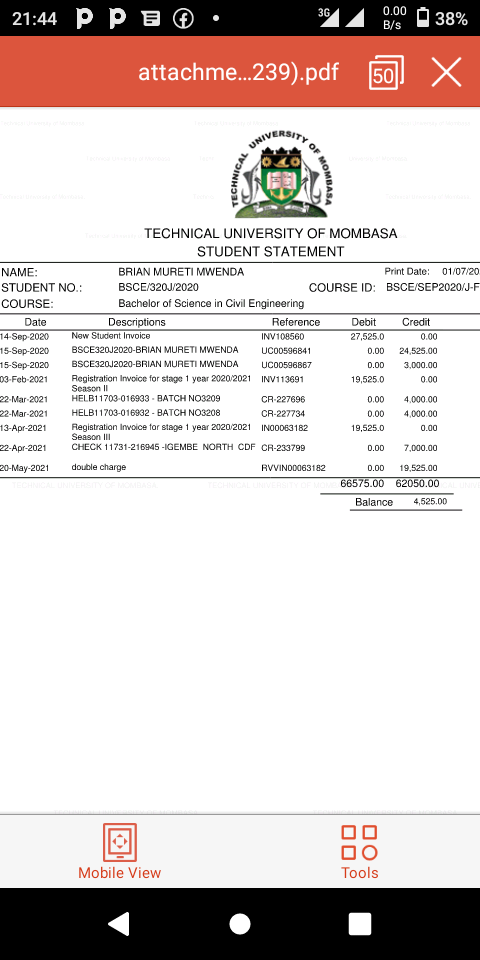 21:44 3G 0.00 B/s 38%
attachme...239).pdf 50
TECHNICAL UNIVERSITY OF MOMBASA
TECHNICAL UNIVERSITY OF MOMBASA
STUDENT STATEMENT
NAME: BRIAN MURETI MWENDA Print Date: 01/07/20
STUDENT NO.: BSCE/320J/2020 COURSE ID: BSCE/SEP2020/J-F
COURSE: Bachelor of Science in Civil Engineering
Date Descriptions Reference Debit Credit
14-Sep-2020 New Student Invoice INV108560 27,525.0 0.00
15-Sep-2020 BSCE320J2020-BRIAN MURETI MWENDA UC00596841 0.00 24,525.00
15-Sep-2020 BSCE320J2020-BRIAN MURETI MWENDA UC00596867 0.00 3,000.00
03-Feb-2021 Registration Invoice for stage 1 year 2020/2021 INV113691 19,525.0 0.00
Season II
22-Mar-2021 HELB11703-016933 - BATCH NO3209 CR-227696 0.00 4,000.00
22-Mar-2021 HELB11703-016932 - BATCH NO3208 CR-227734 0.00 4,000.00
13-Apr-2021 Registration Invoice for stage 1 year 2020/2021 IN00063182 19,525.0 0.00
Season III
22-Apr-2021 CHECK 11731-216945 -IGEMBE NORTH CDF CR-233799 0.00 7,000.00
20-May-2021 double charge RVVIN00063182 0.00 19,525.00
66575.00 62050.00
Balance 4,525.00
Mobile View Tools